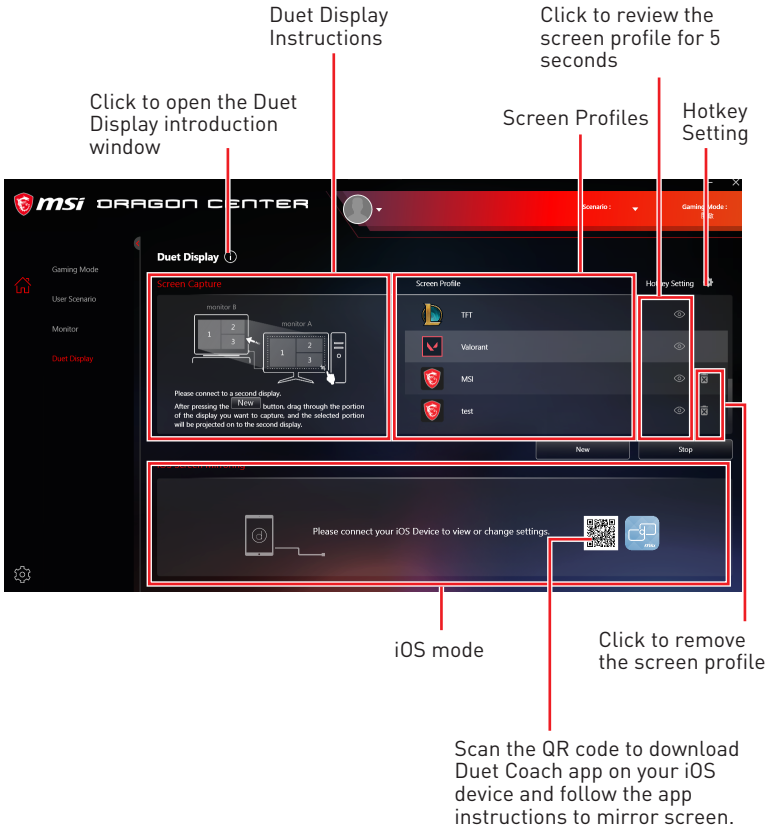 Duet Display
Instructions
Click to review the
screen profile for 5
seconds
Click to open the Duet
Display introduction
window
Screen Profiles
Hotkey
Setting
msi DRAGON CENTER
Scenario :
Gaming Mode :
Duet Display i
Gaming Mode
User Scenario
Monitor
Duet Display
Screen Capture
monitor B
1
2
3
monitor A
1
2
3
Please connect to a second display.
After pressing the New button, drag through the portion
of the display you want to capture, and the selected portion
will be projected on to the second display.
Screen Profile
Hotkey Setting
TFT
Valorant
MSI
test
New
Stop
d
Please connect your iOS Device to view or change settings.
iOS mode
Click to remove
the screen profile
Scan the QR code to download
Duet Coach app on your iOS
device and follow the app
instructions to mirror screen.